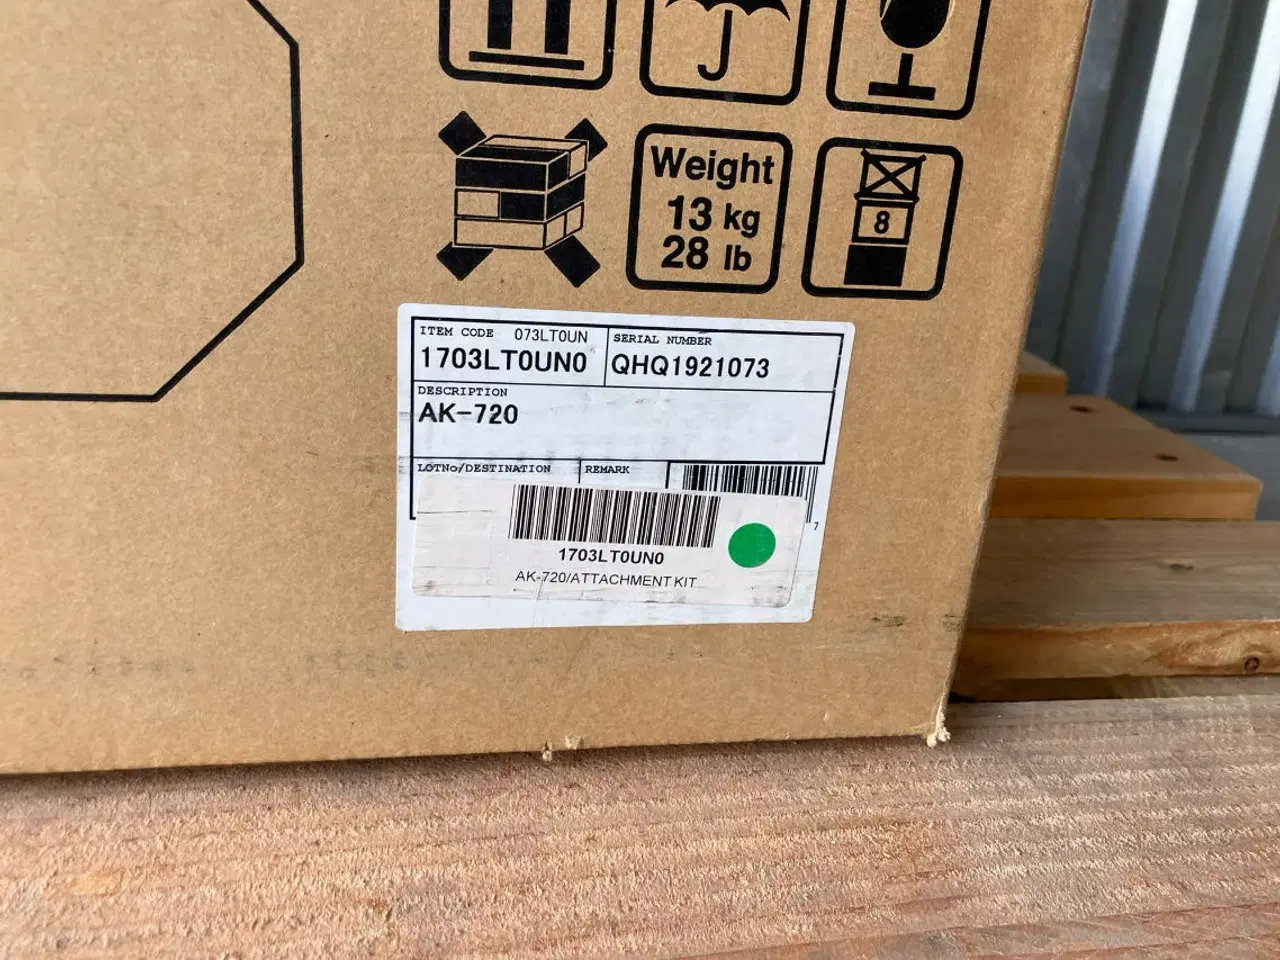 Weight
13 kg
28 lb
8
ITEM CODE 073LT0UN
1703LT0UN0
SERIAL NUMBER
QHQ1921073
DESCRIPTION
AK-720
LOTNo/DESTINATION
REMARK
7
1703LT0UN0
AK-720/ATTACHMENT KIT